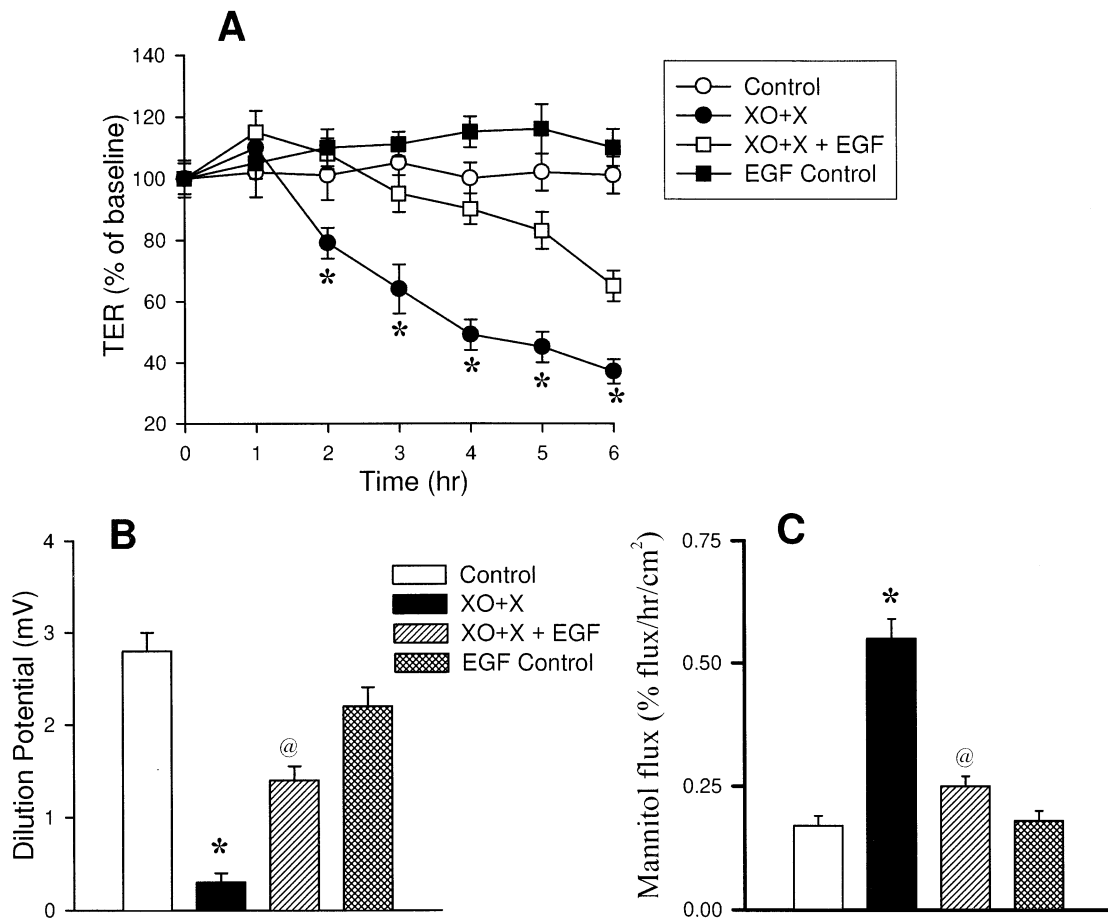 A
140
120
100
80
60
40
20
TER (% of baseline)
*
*
*
*
*
0 1 2 3 4 5 6
Time (hr)
Control
XO+X
XO+X + EGF
EGF Control
B
4
3
2
1
0
Dilution Potential (mV)
*
@
Control
XO+X
XO+X + EGF
EGF Control
C
0.75
0.50
0.25
0.00
Mannitol flux (% flux/hr/cm²)
*
@